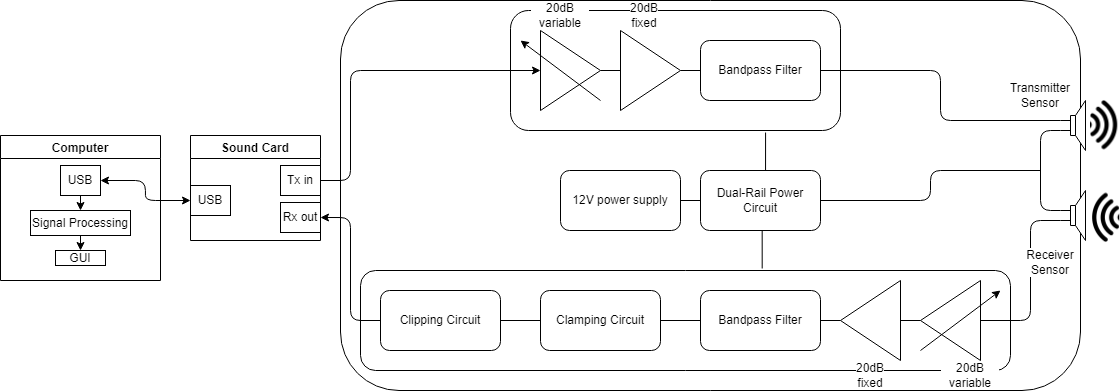 20dB
variable
20dB
fixed
Bandpass Filter
Transmitter
Sensor
Computer
Sound Card
USB
Tx in
USB
Rx out
Signal Processing
GUI
12V power supply
Dual-Rail Power
Circuit
Receiver
Sensor
Clipping Circuit
Clamping Circuit
Bandpass Filter
20dB
fixed
20dB
variable